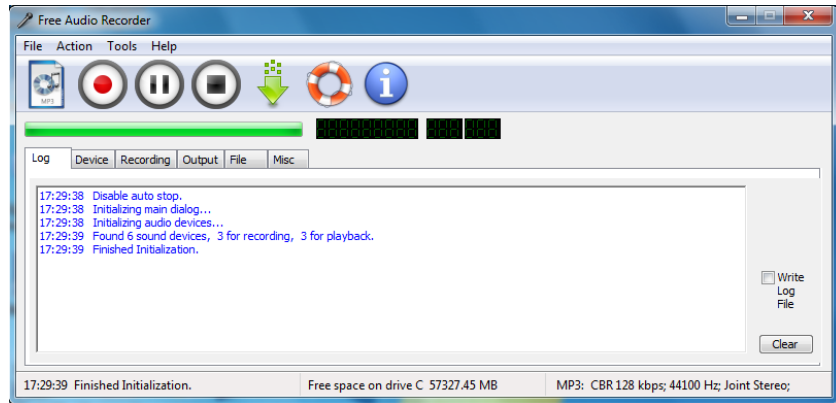 Free Audio Recorder
File Action Tools Help
MP3
Log Device Recording Output File Misc
17:29:38 Disable auto stop.
17:29:38 Initializing main dialog...
17:29:38 Initializing audio devices...
17:29:39 Found 6 sound devices, 3 for recording, 3 for playback.
17:29:39 Finished Initialization.
Write
Log
File
Clear
17:29:39 Finished Initialization. Free space on drive C 57327.45 MB MP3: CBR 128 kbps; 44100 Hz; Joint Stereo;